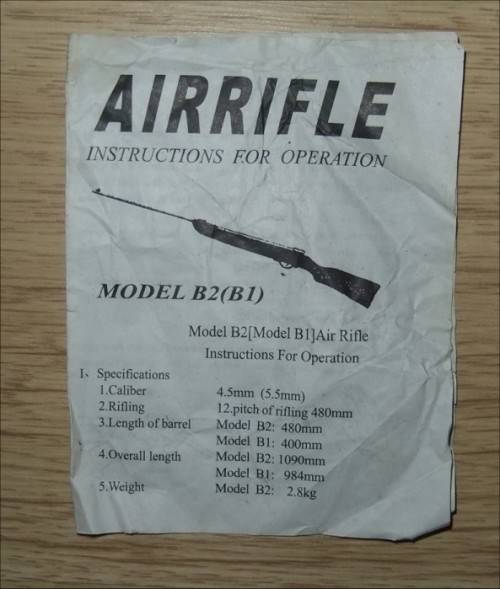 AIRRIFLE
INSTRUCTIONS FOR OPERATION
MODEL B2(B1)
Model B2[Model B1]Air Rifle
Instructions For Operation
I、 Specifications
1.Caliber 4.5mm (5.5mm)
2.Rifling 12.pitch of rifling 480mm
3.Length of barrel Model B2: 480mm
Model B1: 400mm
4.Overall length Model B2: 1090mm
Model B1: 984mm
5.Weight Model B2: 2.8kg